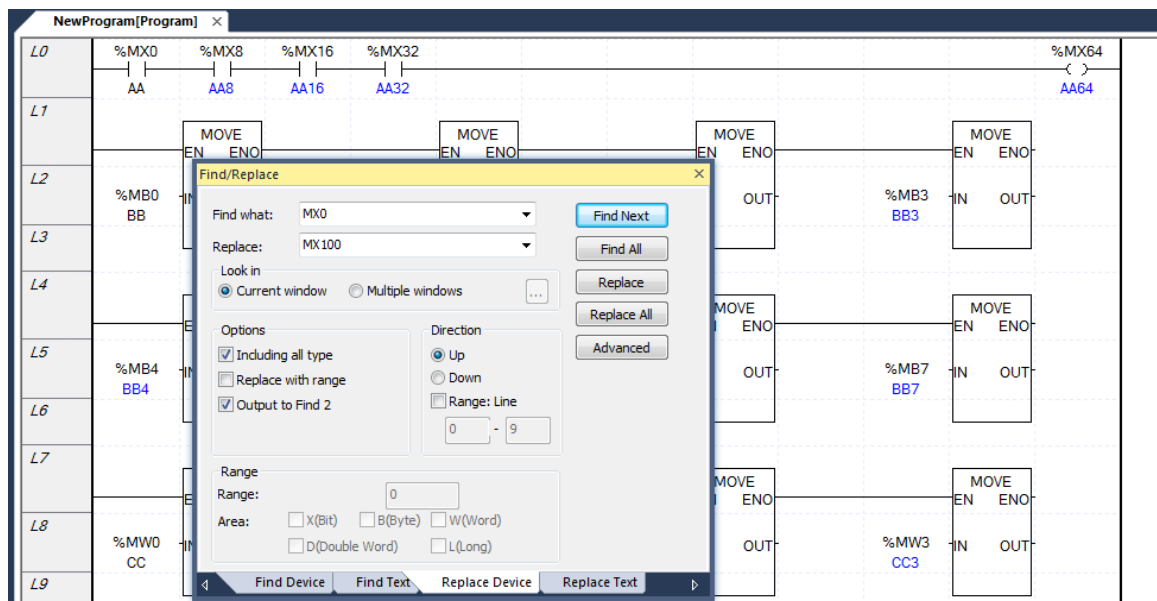 NewProgram[Program] ×
L0 %MX0 %MX8 %MX16 %MX32 %MX64
AA AA8 AA16 AA32 AA64
L1
MOVE MOVE MOVE MOVE
EN ENO EN ENO EN ENO EN ENO
Find/Replace
L2
%MB0 OUT %MB3 IN OUT
BB BB3
Find what: MX0 Find Next
L3
Replace: MX100 Find All
Look in
L4
Current window Multiple windows ... Replace
MOVE MOVE
Replace All
ENO EN ENO
Options Direction
L5
Including all type Up Advanced
%MB4 OUT %MB7 IN OUT
Replace with range Down
BB4 BB7
L6
Output to Find 2 Range: Line
0 - 9
L7
Range
MOVE MOVE
Range: 0
ENO EN ENO
L8
Area: X(Bit) B(Byte) W(Word)
%MW0 OUT %MW3 IN OUT
D(Double Word) L(Long)
CC CC3
L9
Find Device Find Text Replace Device Replace Text